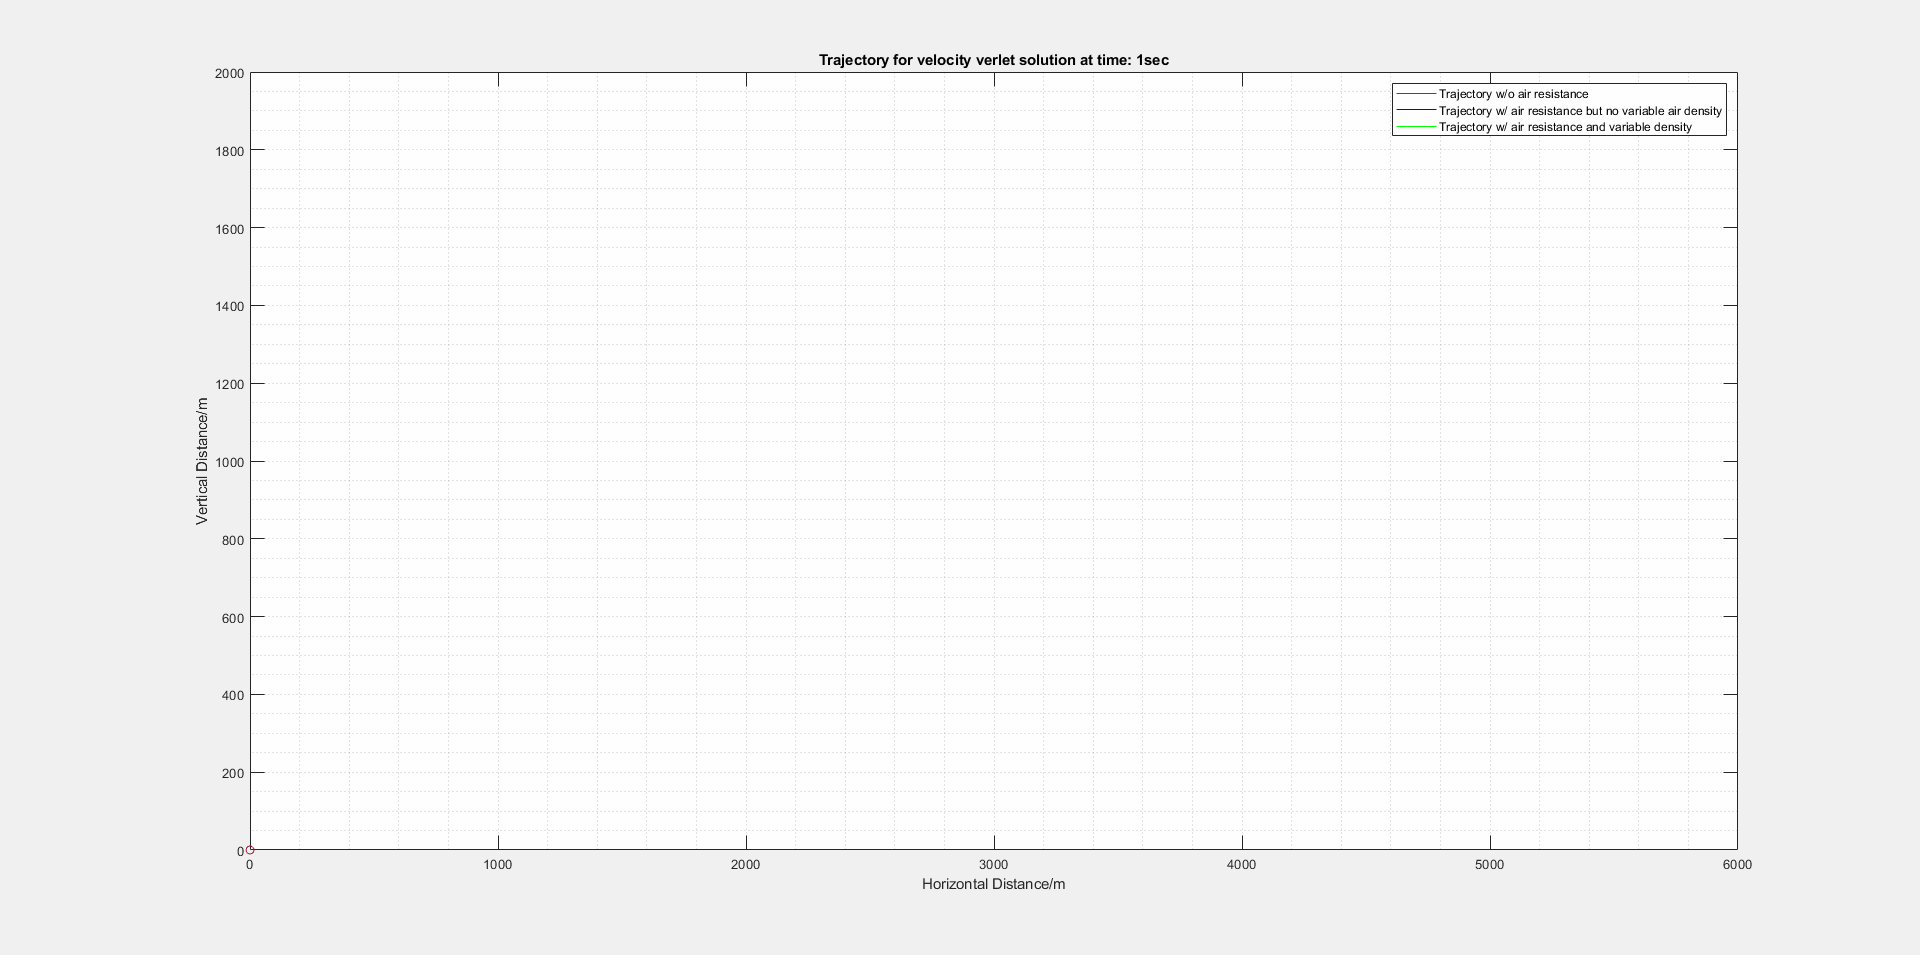 Trajectory for velocity verlet solution at time: 1sec
Trajectory w/o air resistance
Trajectory w/ air resistance but no variable air density
Trajectory w/ air resistance and variable density
2000
1800
1600
1400
1200
1000
800
600
400
200
0
Vertical Distance/m
0 1000 2000 3000 4000 5000 6000
Horizontal Distance/m